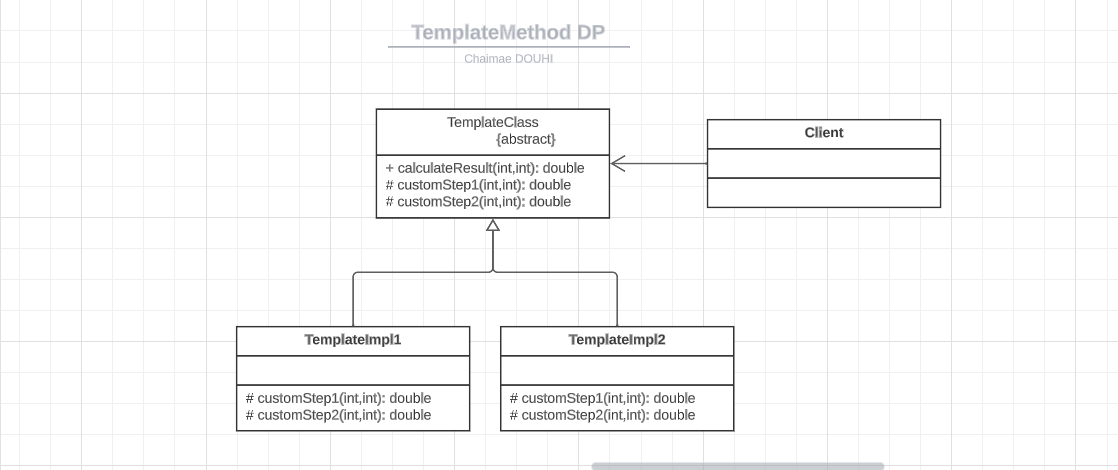 TemplateMethod DP
Chaimae DOUHI
TemplateClass
{abstract}
+ calculateResult(int,int): double
# customStep1(int,int): double
# customStep2(int,int): double
Client
TemplateImpl1
# customStep1(int,int): double
# customStep2(int,int): double
TemplateImpl2
# customStep1(int,int): double
# customStep2(int,int): double